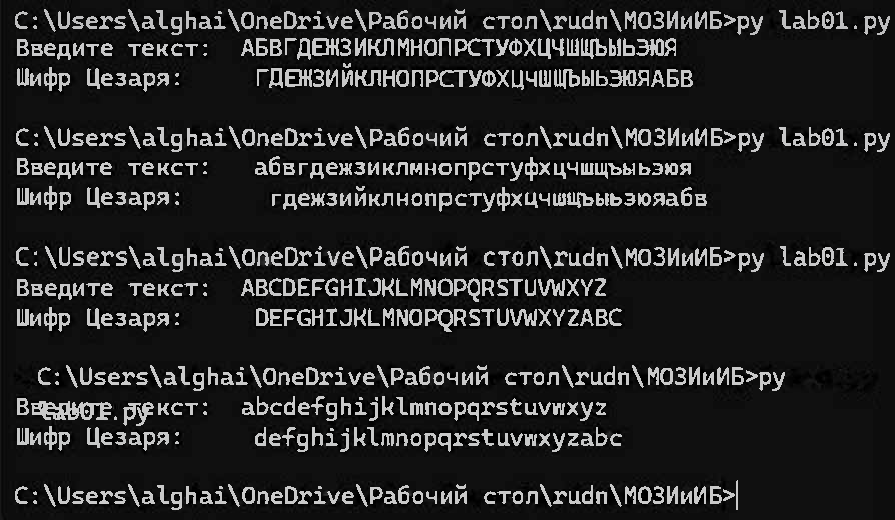 C:\Users\alghai\OneDrive\Рабочий стол\rudn\МОЗИиИБ>py lab01.py
Введите текст: АБВГДЕЖЗИКЛМНОПРСТУФХЦЧШЩЪЫЬЭЮЯ
Шифр Цезаря: ГДЕЖЗИЙКЛНОПРСТУФХЦЧШЩЪЫЬЭЮЯАБВ
C:\Users\alghai\OneDrive\Рабочий стол\rudn\МОЗИиИБ>py lab01.py
Введите текст: абвгдежзиклмнопрстуфхцчшщъыьэюя
Шифр Цезаря: гдежзийклнопрстуфхцчшщъыьэюяабв
C:\Users\alghai\OneDrive\Рабочий стол\rudn\МОЗИиИБ>py lab01.py
Введите текст: ABCDEFGHIJKLMNOPQRSTUVWXYZ
Шифр Цезаря: DEFGHIJKLMNOPQRSTUVWXYZABC
C:\Users\alghai\OneDrive\Рабочий стол\rudn\МОЗИиИБ>py
lab01.py
Введите текст: abcdefghijklmnopqrstuvwxyz
Шифр Цезаря: defghijklmnopqrstuvwxyzabc
C:\Users\alghai\OneDrive\Рабочий стол\rudn\МОЗИиИБ>